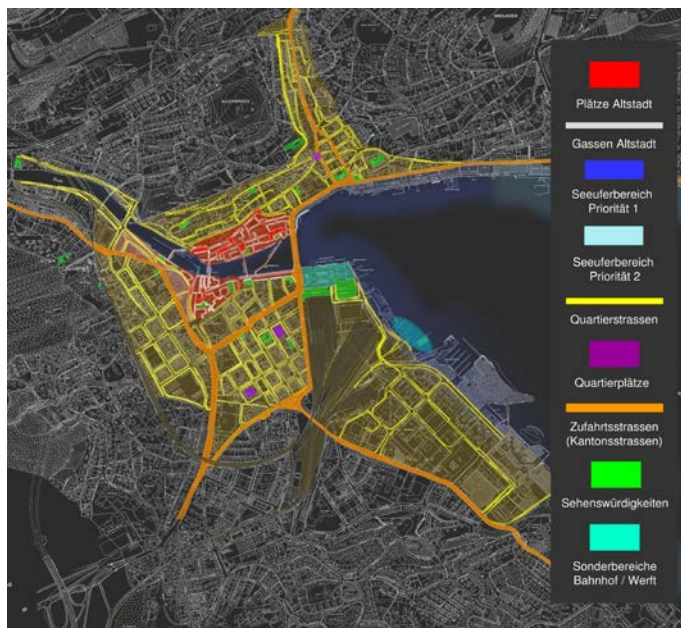 Plätze Altstadt
Gassen Altstadt
Seeuferbereich
Priorität 1
Seeuferbereich
Priorität 2
Quartierstrassen
Quartierplätze
Zufahrtsstrassen
(Kantonsstrassen)
Sehenswürdigkeiten
Sonderbereiche
Bahnhof / Werft